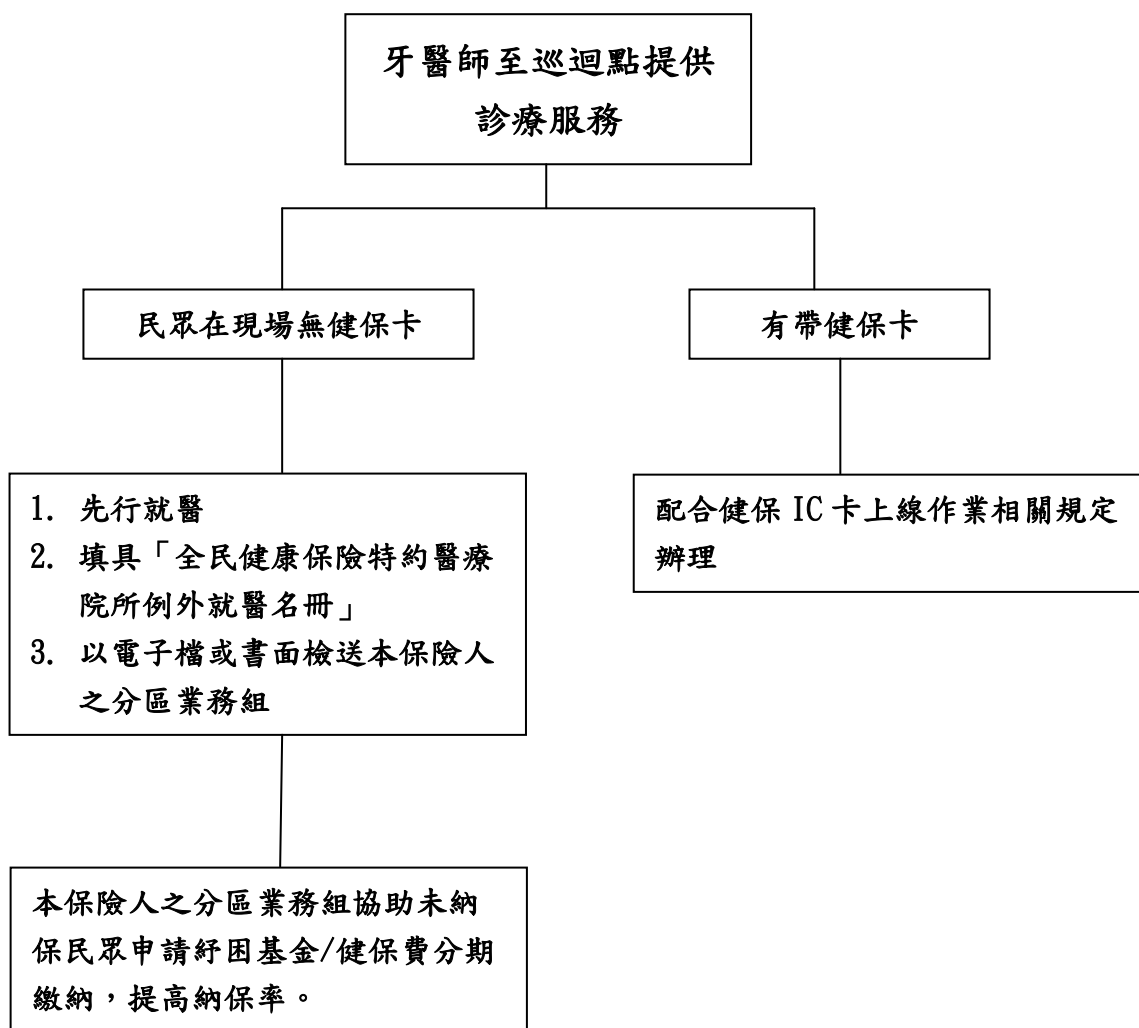 牙醫師至巡迴點提供
診療服務
民眾在現場無健保卡
有帶健保卡
1. 先行就醫
2. 填具「全民健康保險特約醫療
院所例外就醫名冊」
3. 以電子檔或書面檢送本保險人
之分區業務組
配合健保 IC 卡上線作業相關規定
辦理
本保險人之分區業務組協助未納
保民眾申請紓困基金/健保費分期
繳納，提高納保率。